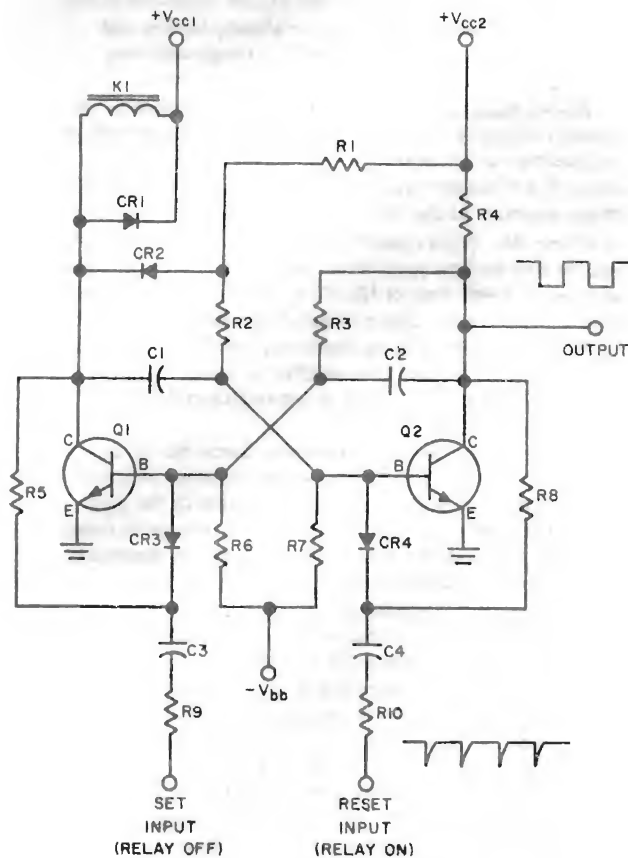 +Vcc1
+Vcc2
K1
R1
CR1
R4
CR2
R2
R3
C1
C2
OUTPUT
Q1
Q2
C
B
E
C
B
E
R5
R8
CR3
R6
R7
CR4
C3
-Vbb
C4
R9
R10
SET
INPUT
(RELAY OFF)
RESET
INPUT
(RELAY ON)